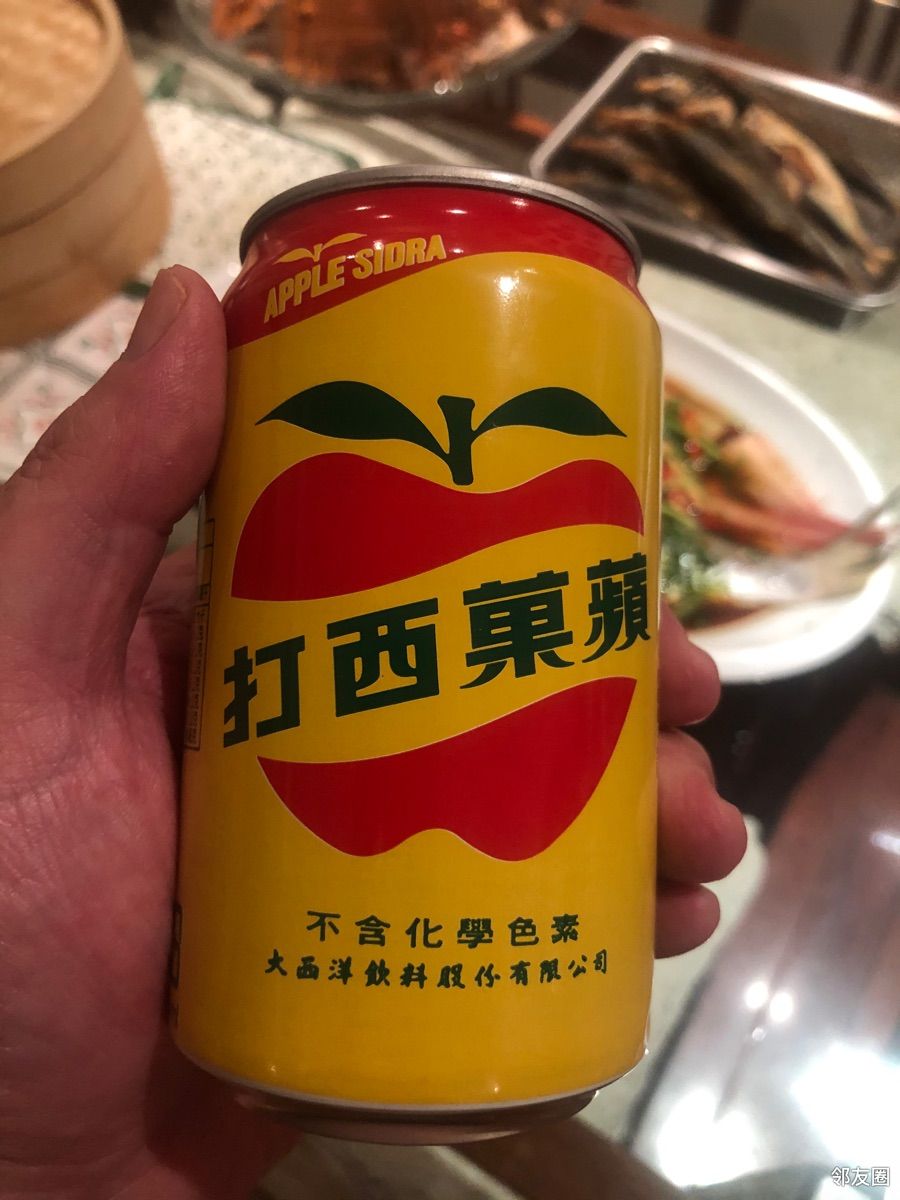 APPLE SIDRA
蘋菓西打
不含化學色素
大西洋飲料股份有限公司
邻友圈